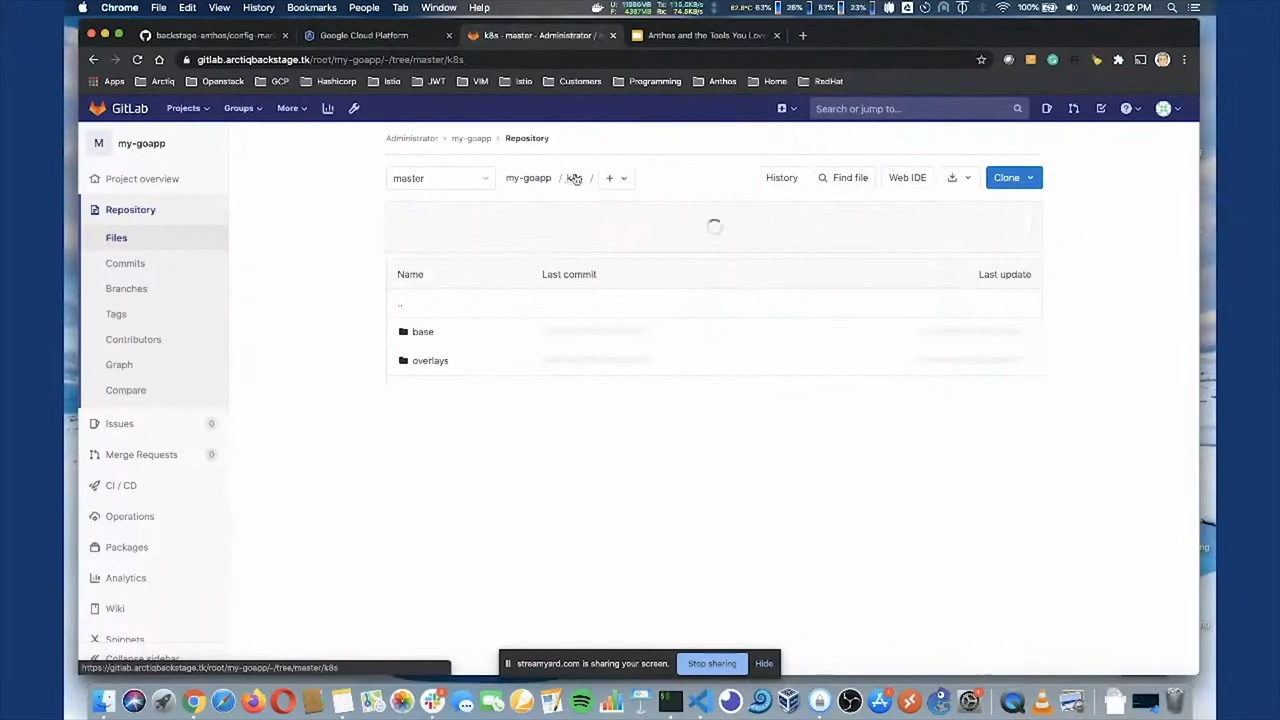 Chrome File Edit View History Bookmarks People Tab Window Help 100% Wed 2:02 PM
backstage-anthos/config-man Google Cloud Platform k8s · master · Administrator / Anthos and the Tools You Love
gitlab.arctiqbackstage.tk/root/my-goapp/-/tree/master/k8s
Apps Arctiq Openstack GCP Hashicorp Istio JWT VIM Istio Customers Programming Anthos Home RedHat
GitLab Projects Groups More Search or jump to...
M my-goapp
Administrator > my-goapp > Repository
master my-goapp / k8s / + History Find file Web IDE Clone
Project overview
Repository
Files
Commits
Branches
Tags
Contributors
Graph
Compare
Issues 0
Merge Requests 0
CI / CD
Operations
Packages
Analytics
Wiki
Snippets
Collapse sidebar
Name Last commit Last update
..
base
overlays
https://gitlab.arctiqbackstage.tk/root/my-goapp/-/tree/master/k8s
streamyard.com is sharing your screen. Stop sharing Hide